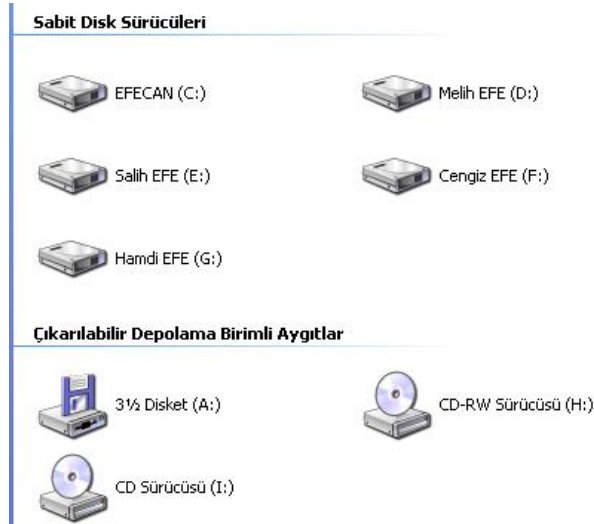 Sabit Disk Sürücüleri
EFECAN (C:)
Melih EFE (D:)
Salih EFE (E:)
Cengiz EFE (F:)
Hamdi EFE (G:)
Çıkarılabilir Depolama Birimli Aygıtlar
3½ Disket (A:)
CD-RW Sürücüsü (H:)
CD Sürücüsü (I:)